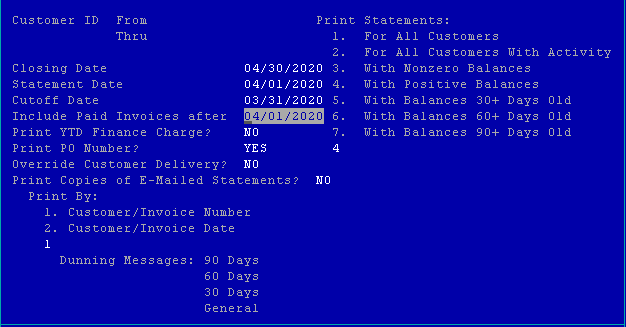 Customer ID From Print Statements:
Thru 1. For All Customers
2. For All Customers With Activity
Closing Date 04/30/2020 3. With Nonzero Balances
Statement Date 04/01/2020 4. With Positive Balances
Cutoff Date 03/31/2020 5. With Balances 30+ Days Old
Include Paid Invoices after 04/01/2020 6. With Balances 60+ Days Old
Print YTD Finance Charge? NO 7. With Balances 90+ Days Old
Print PO Number? YES 4
Override Customer Delivery? NO
Print Copies of E-Mailed Statements? NO
Print By:
1. Customer/Invoice Number
2. Customer/Invoice Date
1
Dunning Messages: 90 Days
60 Days
30 Days
General